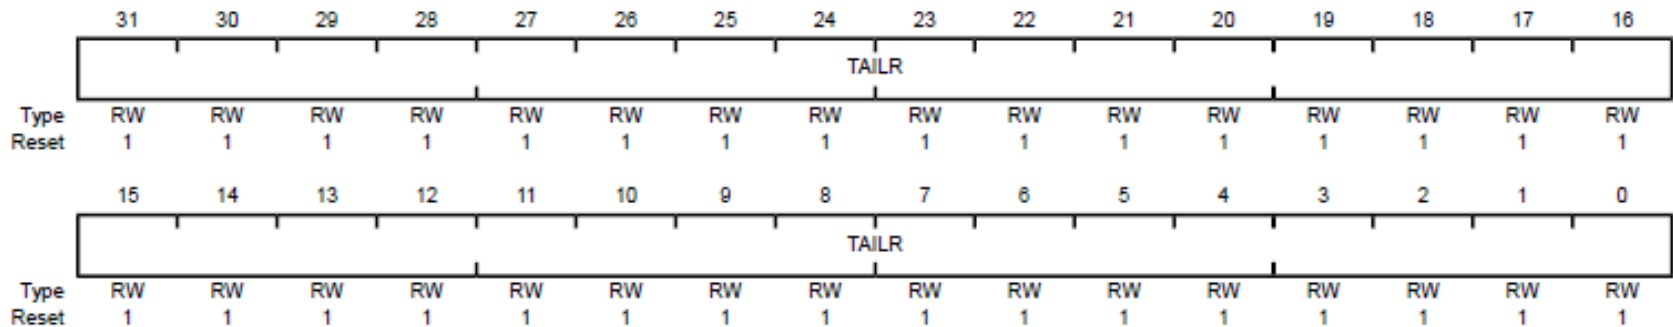 31 30 29 28 27 26 25 24 23 22 21 20 19 18 17 16
TAILR
Type RW RW RW RW RW RW RW RW RW RW RW RW RW RW RW RW
Reset 1 1 1 1 1 1 1 1 1 1 1 1 1 1 1 1
15 14 13 12 11 10 9 8 7 6 5 4 3 2 1 0
TAILR
Type RW RW RW RW RW RW RW RW RW RW RW RW RW RW RW RW
Reset 1 1 1 1 1 1 1 1 1 1 1 1 1 1 1 1